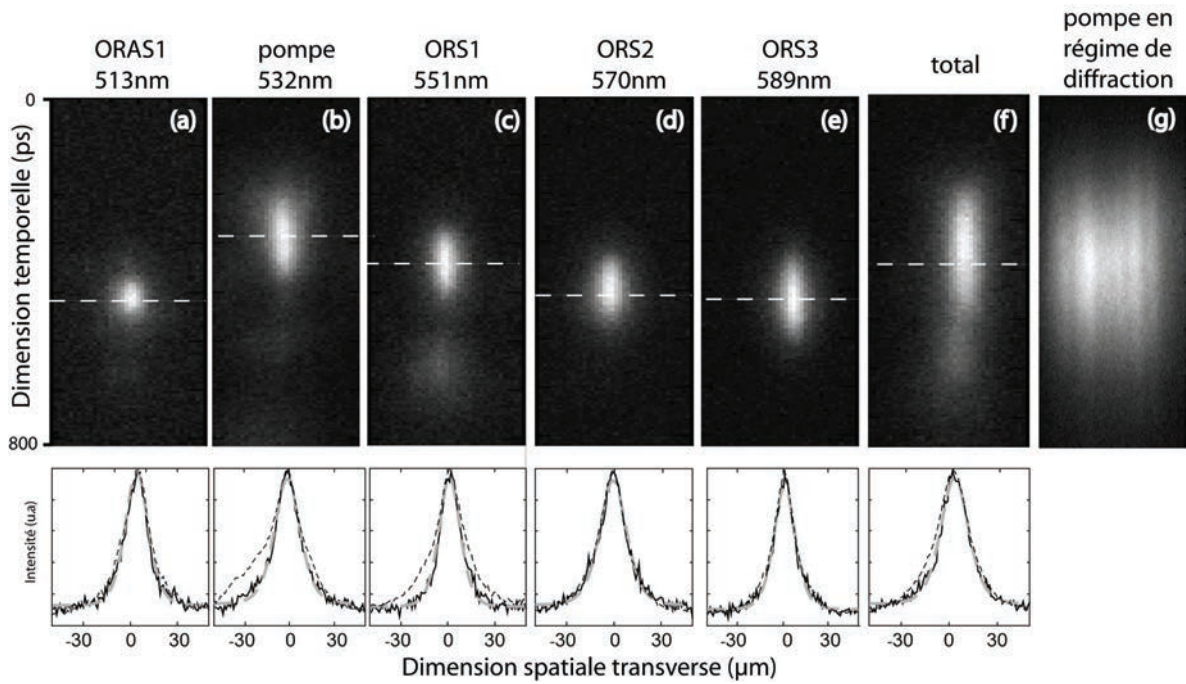 ORAS1
513nm
pompe
532nm
ORS1
551nm
ORS2
570nm
ORS3
589nm
total
pompe en
régime de
diffraction
Dimension temporelle (ps)
0
800
(a)
(b)
(c)
(d)
(e)
(f)
(g)
Intensité (u.a)
-30 0 30
-30 0 30
-30 0 30
-30 0 30
-30 0 30
-30 0 30
Dimension spatiale transverse (μm)